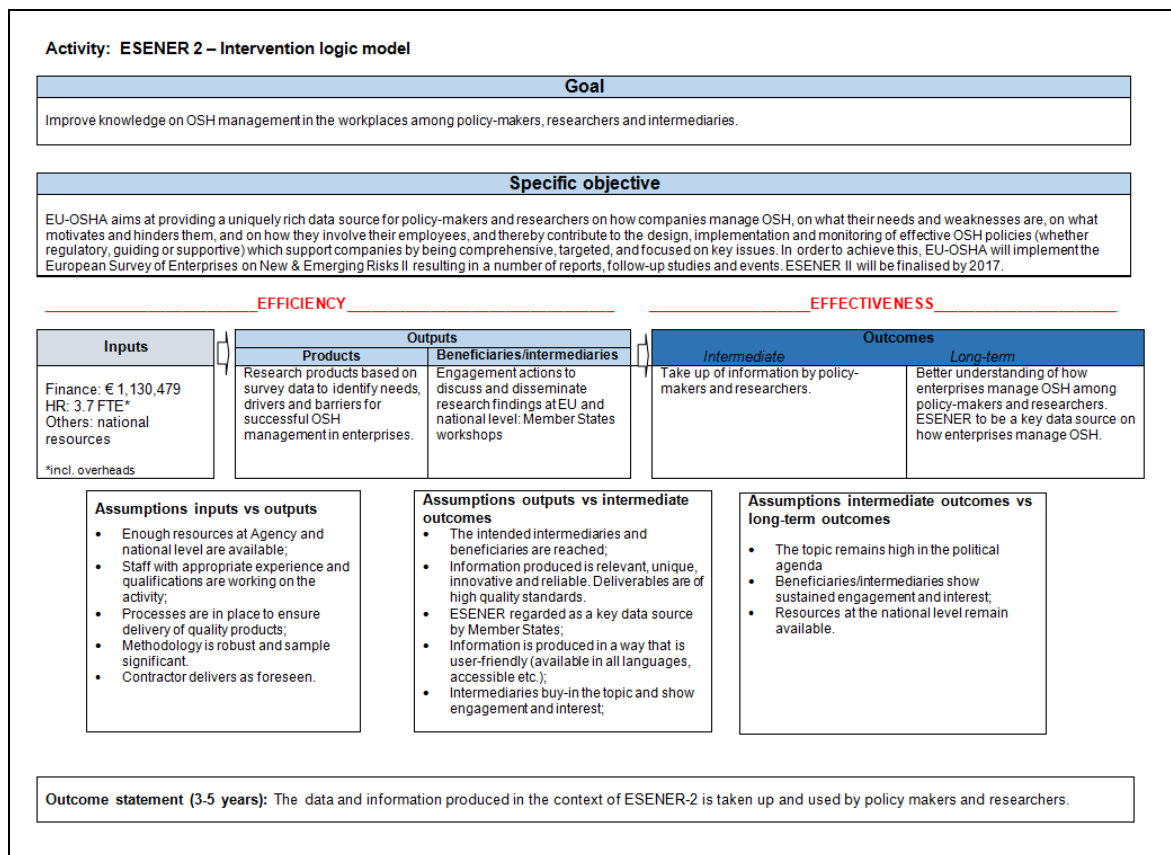 Activity: ESENER 2 – Intervention logic model
Goal
Improve knowledge on OSH management in the workplaces among policy-makers, researchers and intermediaries.
Specific objective
EU-OSHA aims at providing a uniquely rich data source for policy-makers and researchers on how companies manage OSH, on what their needs and weaknesses are, on what
motivates and hinders them, and on how they involve their employees, and thereby contribute to the design, implementation and monitoring of effective OSH policies (whether
regulatory, guiding or supportive) which support companies by being comprehensive, targeted, and focused on key issues. In order to achieve this, EU-OSHA will implement the
European Survey of Enterprises on New & Emerging Risks II resulting in a number of reports, follow-up studies and events. ESENER II will be finalised by 2017.
EFFICIENCY
EFFECTIVENESS
Inputs
Finance: € 1,130,479
HR: 3.7 FTE*
Others: national
resources
*incl. overheads
Outputs
Products
Research products based on
survey data to identify needs,
drivers and barriers for
successful OSH
management in enterprises.
Beneficiaries/intermediaries
Engagement actions to
discuss and disseminate
research findings at EU and
national level: Member States
workshops
Outcomes
Intermediate
Take up of information by policy-
makers and researchers.
Long-term
Better understanding of how
enterprises manage OSH among
policy-makers and researchers.
ESENER to be a key data source on
how enterprises manage OSH.
Assumptions inputs vs outputs
• Enough resources at Agency and
national level are available;
• Staff with appropriate experience and
qualifications are working on the
activity;
• Processes are in place to ensure
delivery of quality products;
• Methodology is robust and sample
significant.
• Contractor delivers as foreseen.
Assumptions outputs vs intermediate
outcomes
• The intended intermediaries and
beneficiaries are reached;
• Information produced is relevant, unique,
innovative and reliable. Deliverables are of
high quality standards.
• ESENER regarded as a key data source
by Member States;
• Information is produced in a way that is
user-friendly (available in all languages,
accessible etc.);
• Intermediaries buy-in the topic and show
engagement and interest;
Assumptions intermediate outcomes vs
long-term outcomes
• The topic remains high in the political
agenda
• Beneficiaries/intermediaries show
sustained engagement and interest;
• Resources at the national level remain
available.
Outcome statement (3-5 years): The data and information produced in the context of ESENER-2 is taken up and used by policy makers and researchers.